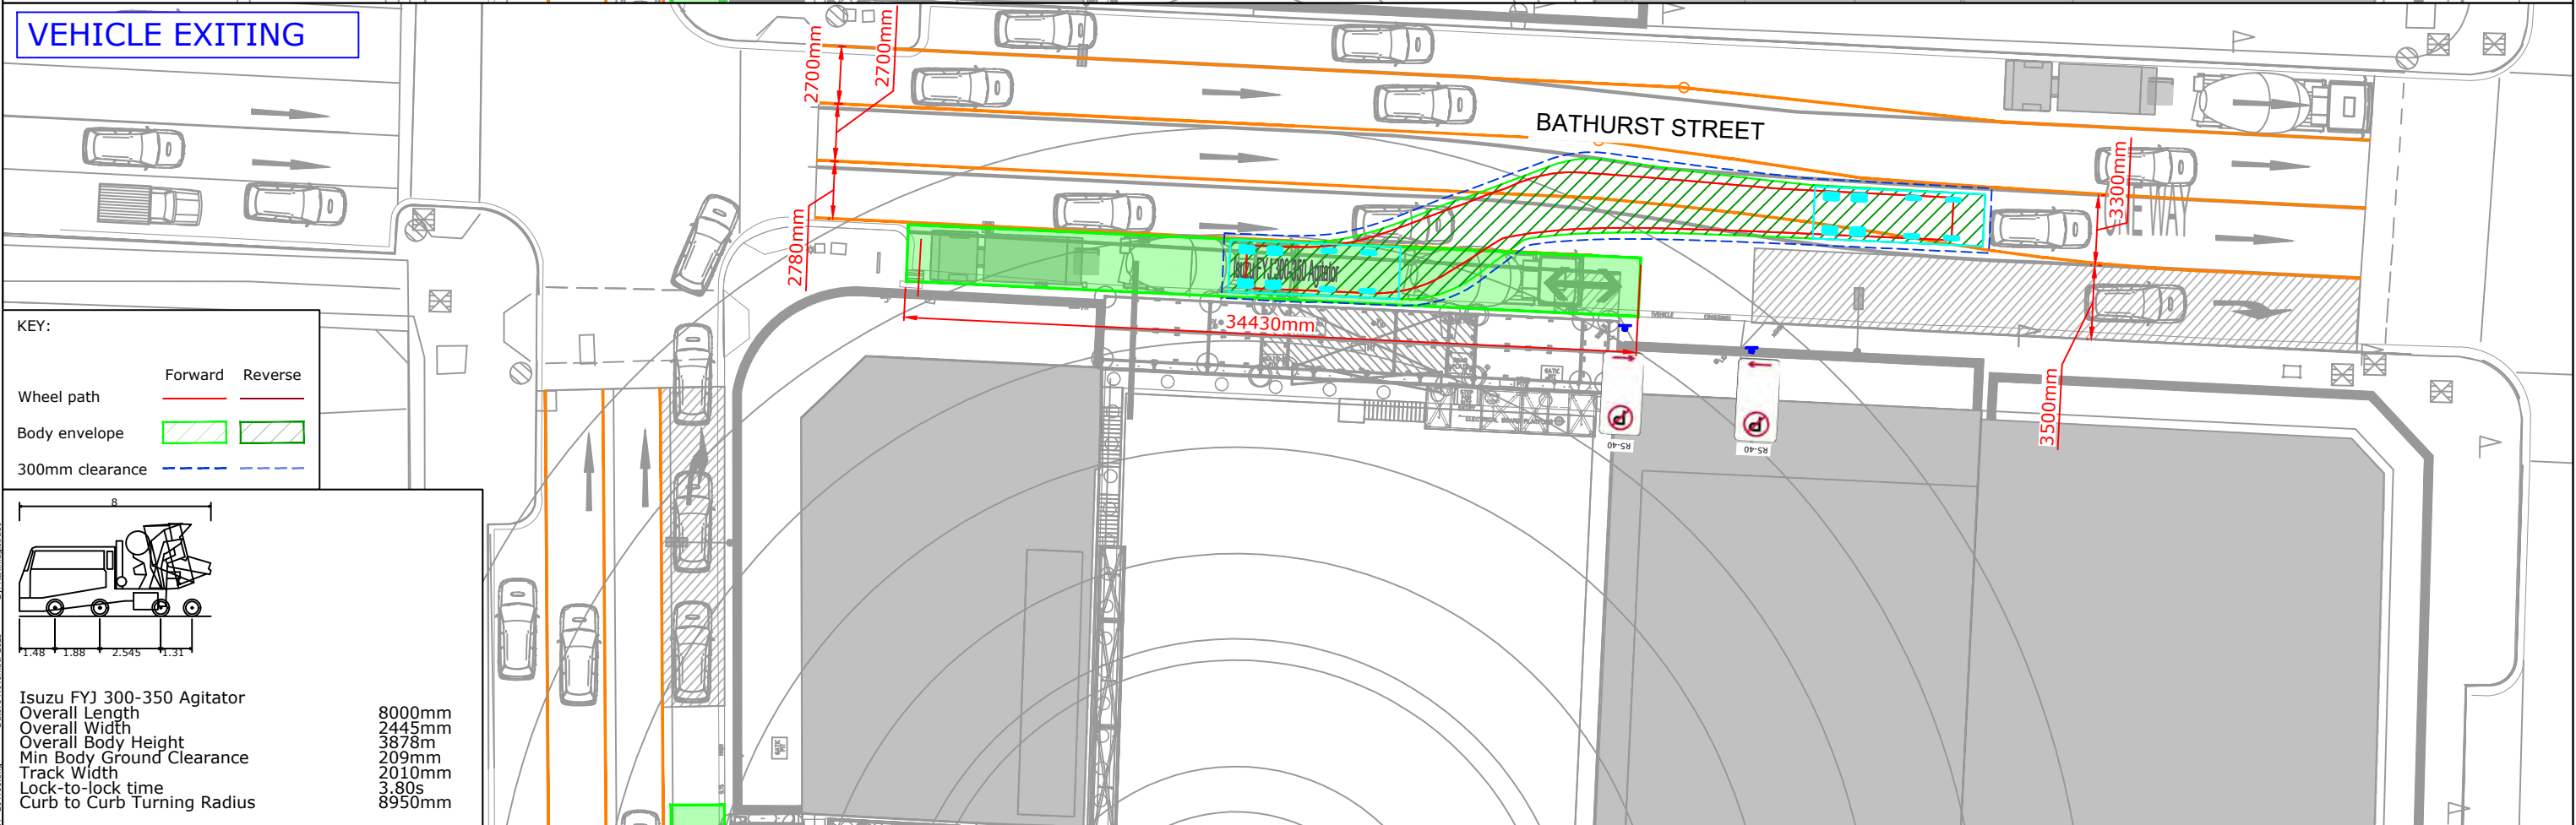 VEHICLE EXITING
2700mm
2700mm
2780mm
BATHURST STREET
3300mm
3500mm
Isuzu FYJ 300-350 Agitator
34430mm
GATIC
PIT
R5-40
R5-40
KEY:
Forward Reverse
Wheel path
Body envelope
300mm clearance
8
1.48 1.88 2.545 1.31
Isuzu FYJ 300-350 Agitator
Overall Length 8000mm
Overall Width 2445mm
Overall Body Height 3878m
Min Body Ground Clearance 209mm
Track Width 2010mm
Lock-to-lock time 3.80s
Curb to Curb Turning Radius 8950mm